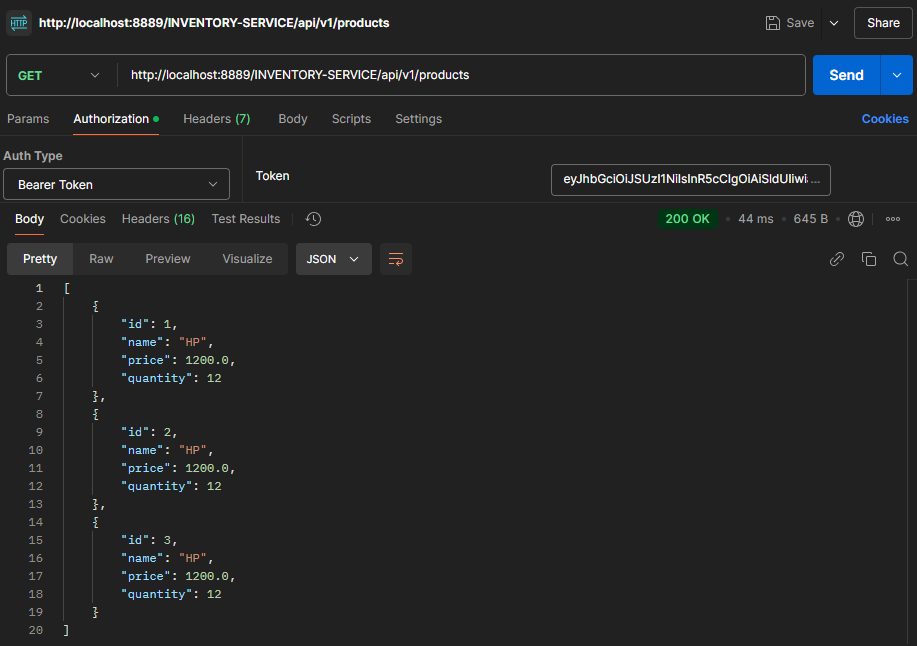 HTTP http://localhost:8889/INVENTORY-SERVICE/api/v1/products Save Share
GET http://localhost:8889/INVENTORY-SERVICE/api/v1/products Send
Params Authorization Headers (7) Body Scripts Settings Cookies
Auth Type
Bearer Token
Token
Body Cookies Headers (16) Test Results 200 OK • 44 ms • 645 B
Pretty Raw Preview Visualize JSON
1 [
2 {
3 "id": 1,
4 "name": "HP",
5 "price": 1200.0,
6 "quantity": 12
7 },
8 {
9 "id": 2,
10 "name": "HP",
11 "price": 1200.0,
12 "quantity": 12
13 },
14 {
15 "id": 3,
16 "name": "HP",
17 "price": 1200.0,
18 "quantity": 12
19 }
20 ]